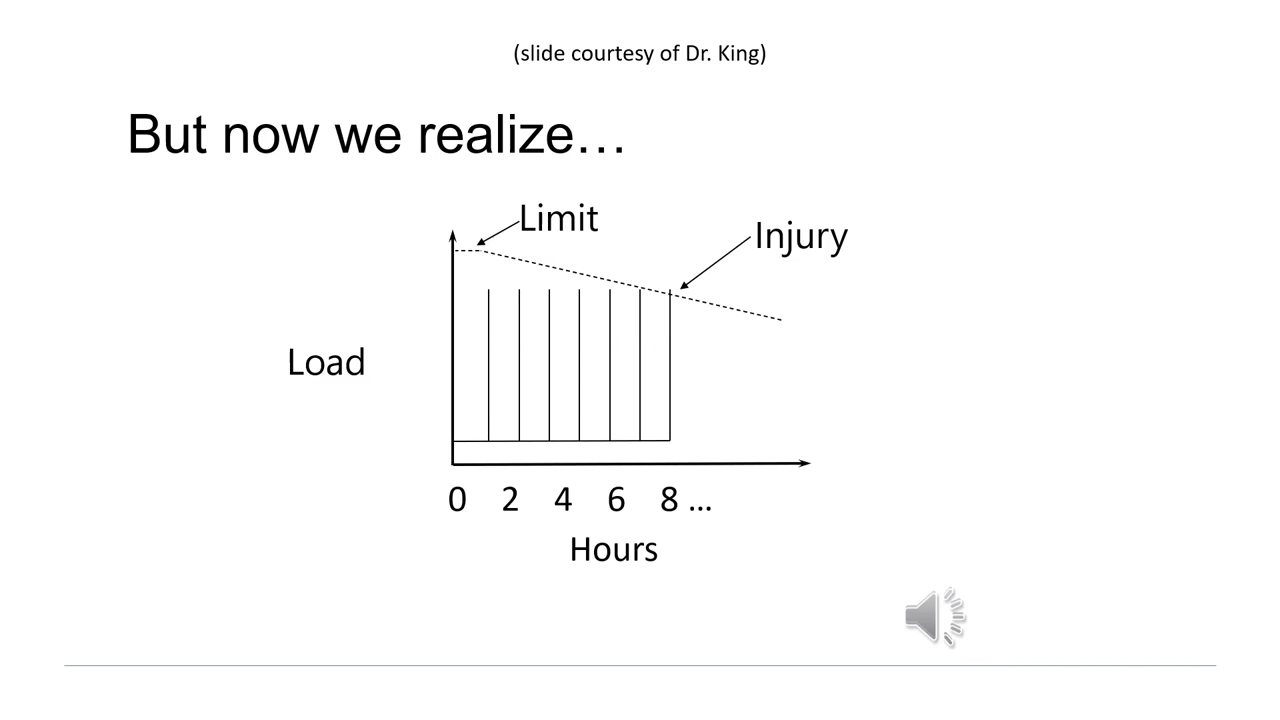 (slide courtesy of Dr. King)
But now we realize…
Limit
Injury
Load
0 2 4 6 8 …
Hours